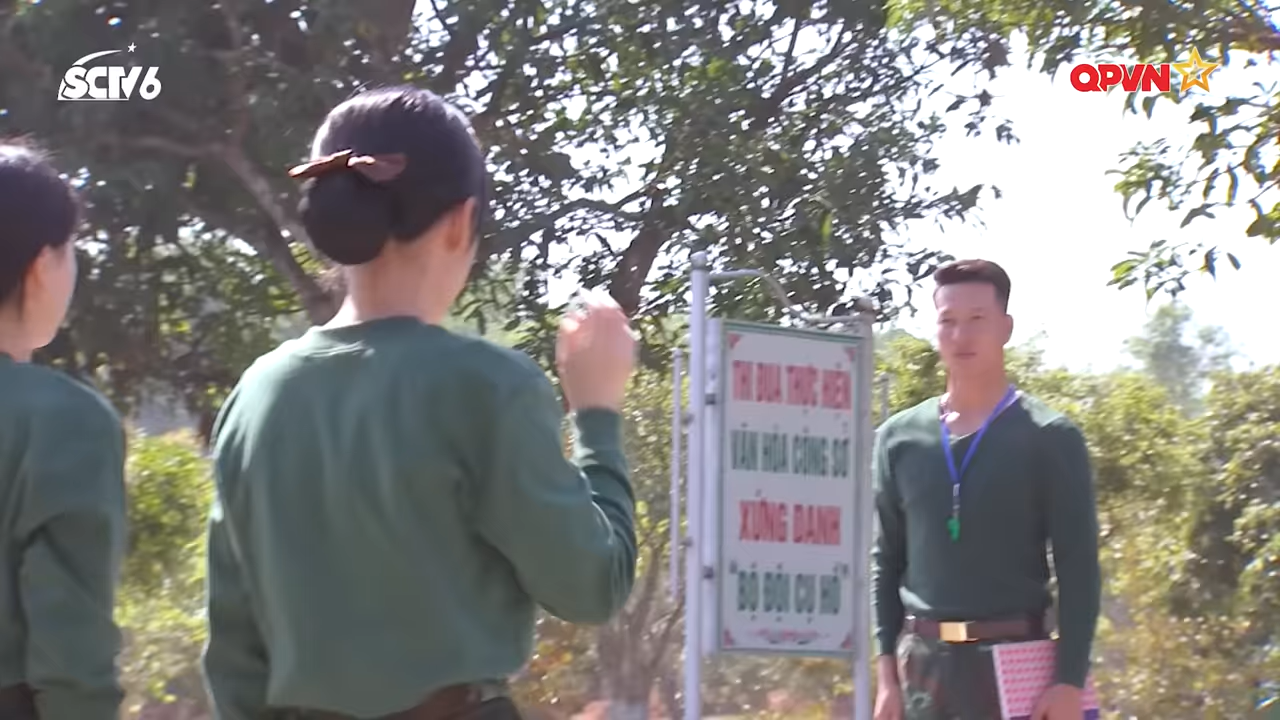 SCTV6
QPVN
THI ĐUA THỰC HIỆN
VĂN HÓA CÔNG SỞ
XỨNG DANH
"BỘ ĐỘI CỤ HỒ"